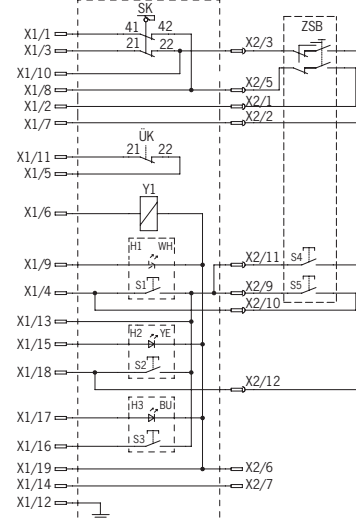 SK
X1/1 41 42
ZSB
X1/3 21 22 X2/3
X1/10
X1/8 X2/5
X1/2 X2/1
X1/7 X2/2
ÜK
X1/11 21 22
X1/5
Y1
X1/6
H1 WH
X1/9 X2/11 S4
X1/4 S1 X2/9 S5
X2/10
X1/13
H2 YE
X1/15
X1/18 S2
X2/12
H3 BU
X1/17
X1/16 S3
X1/19 X2/6
X1/14 X2/7
X1/12